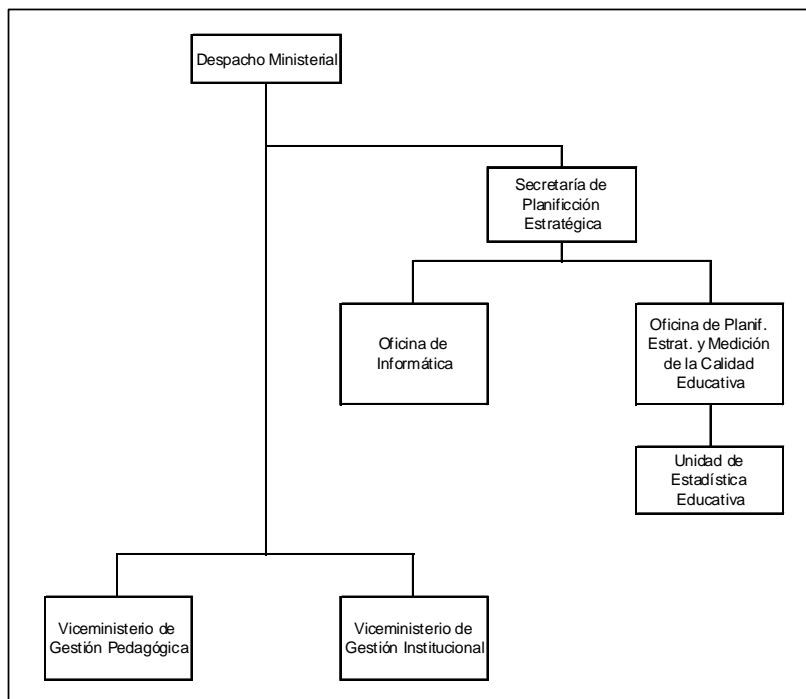 Despacho Ministerial
Secretaría de
Planificción
Estratégica
Oficina de
Informática
Oficina de Planif.
Estrat. y Medición
de la Calidad
Educativa
Unidad de
Estadística
Educativa
Viceministerio de
Gestión Pedagógica
Viceministerio de
Gestión Institucional